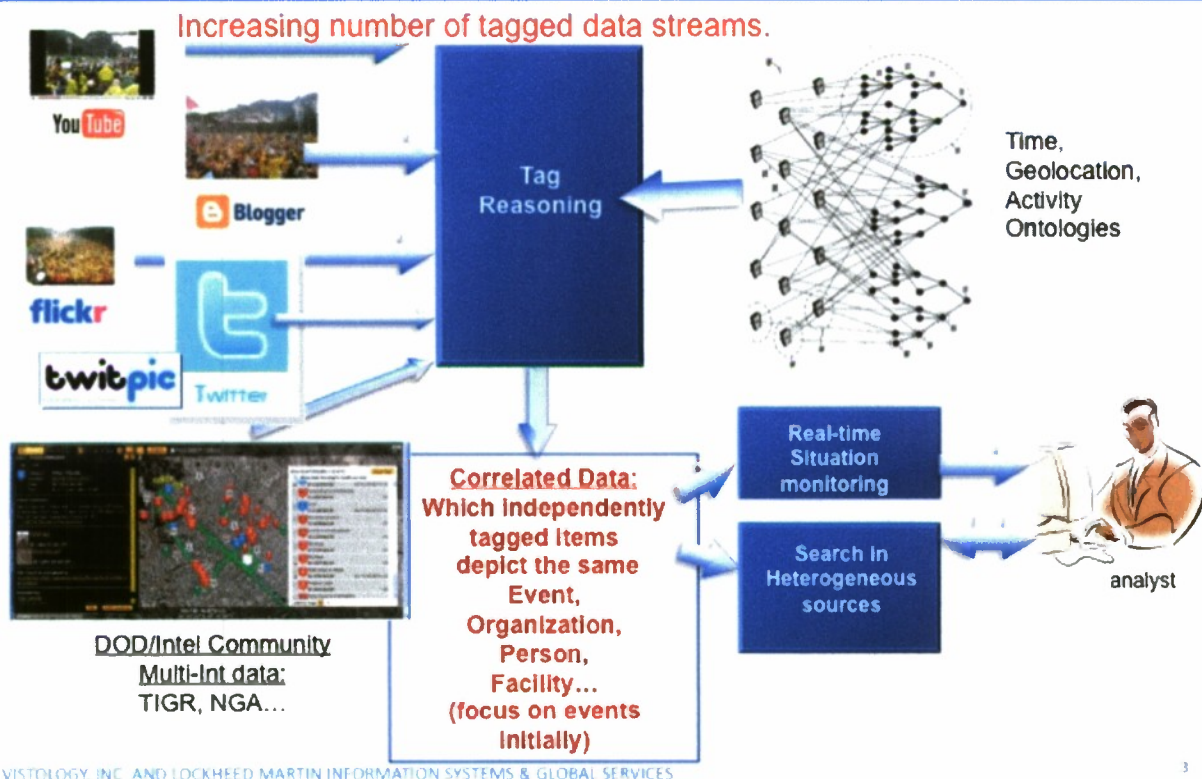 Increasing number of tagged data streams.
You Tube
Blogger
flickr
twitpic
Twitter
Tag
Reasoning
Time,
Geolocation,
Activity
Ontologies
DOD/Intel Community
Multi-Int data:
TIGR, NGA...
Correlated Data:
Which independently
tagged items
depict the same
Event,
Organization,
Person,
Facility...
(focus on events
initially)
Real-time
Situation
monitoring
Search in
Heterogeneous
sources
analyst
VISTOLOGY, INC. AND LOCKHEED MARTIN INFORMATION SYSTEMS & GLOBAL SERVICES
3